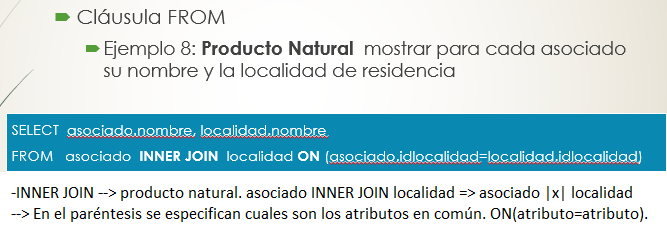 Cláusula FROM
Ejemplo 8: Producto Natural mostrar para cada asociado
su nombre y la localidad de residencia
SELECT asociado.nombre, localidad.nombre
FROM asociado INNER JOIN localidad ON (asociado.idlocalidad=localidad.idlocalidad)
-INNER JOIN --> producto natural. asociado INNER JOIN localidad => asociado |x| localidad
--> En el paréntesis se especifican cuales son los atributos en común. ON(atributo=atributo).